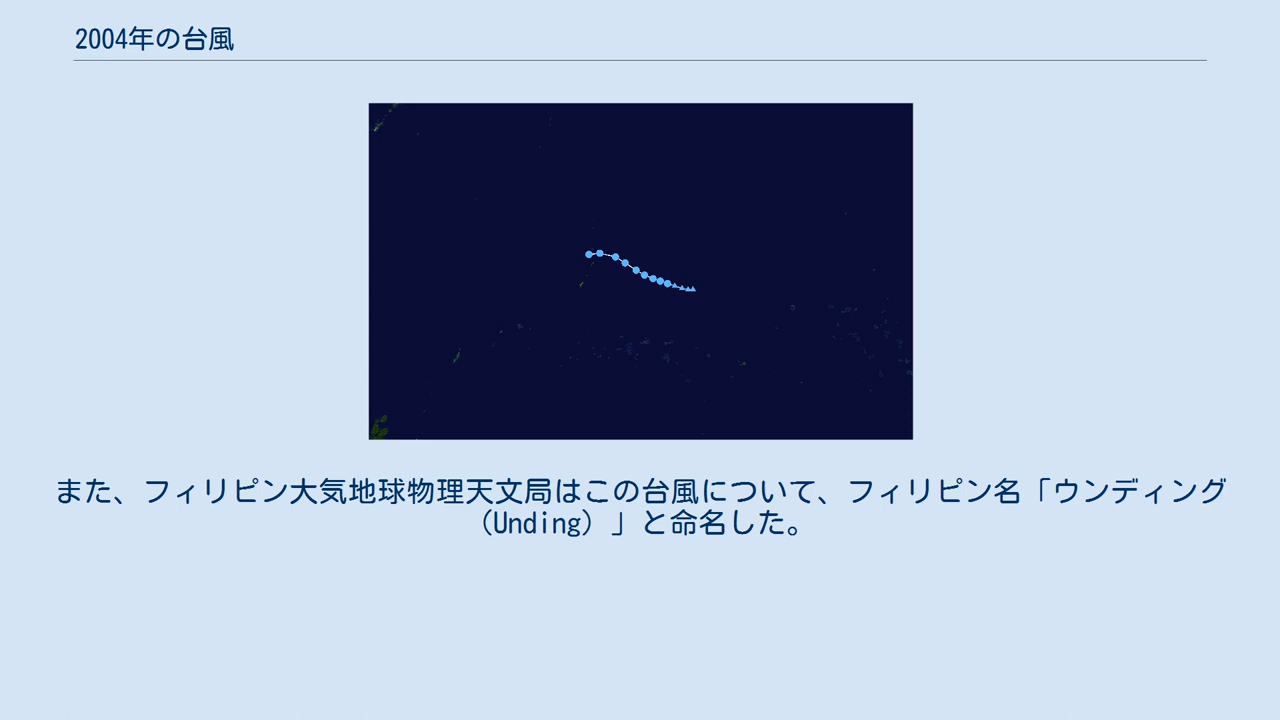 2004年の台風
また、フィリピン大気地球物理天文局はこの台風について、フィリピン名「ウンディング
（Unding）」と命名した。